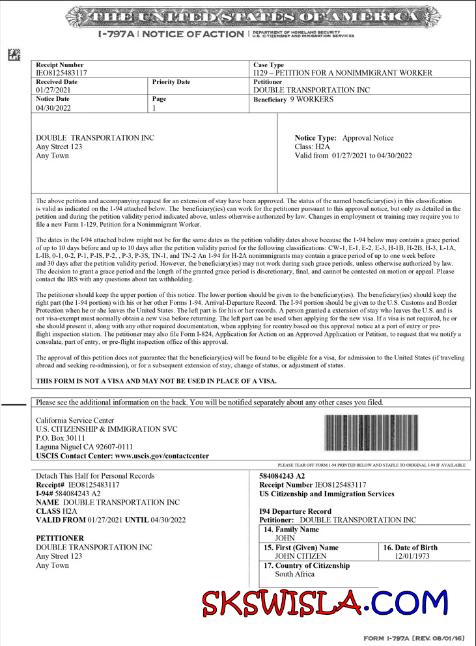 THE UNITED STATES OF AMERICA
I-797A | NOTICE OF ACTION | DEPARTMENT OF HOMELAND SECURITY
U.S. CITIZENSHIP AND IMMIGRATION SERVICES
Receipt Number
IEO8125483117
Case Type
I129 – PETITION FOR A NONIMMIGRANT WORKER
Received Date
01/27/2021
Priority Date
Petitioner
DOUBLE TRANSPORTATION INC
Notice Date
04/30/2022
Page
1
Beneficiary 9 WORKERS
DOUBLE TRANSPORTATION INC
Any Street 123
Any Town
Notice Type: Approval Notice
Class: H2A
Valid from 01/27/2021 to 04/30/2022
The above petition and accompanying request for an extension of stay have been approved. The status of the named beneficiary(ies) in this classification
is valid as indicated on the 1-94 attached below. The beneficiary(ies) can work for the petitioner pursuant to this approval notice, but only as detailed in the
petition and during the petition validity period indicated above, unless otherwise authorized by law. Changes in employment or training may require you to
file a new Form 1-129, Petition for a Nonimmigrant Worker.
The dates in the I-94 attached below might not be for the same dates as the petition validity dates above because the 1-94 below may contain a grace period
of up to 10 days before and up to 10 days after the petition validity period for the following classifications: CW-1, E-1, E-2, E-3, H-1B, H-2B, H-3, L-1A,
L-IB, 0-1, 0-2, P-1, P-IS, P-2, , P-3, P-3S, TN-1, and TN-2 An 1-94 for H-2A nonimmigrants may contain a grace period of up to one week before
and 30 days after the petition validity period. However, the beneficiary(ies) may not work during such grace periods, unless otherwise authorized by law.
The decision to grant a grace period and the length of the granted grace period is discretionary, final, and cannot be contested on motion or appeal. Please
contact the IRS with any questions about tax withholding.
The petitioner should keep the upper portion of this notice. The lower portion should be given to the beneficiary(ies). The beneficiary(ies) should keep the
right part (the 1-94 portion) with his or her other Forms 1-94. Arrival-Departure Record. The I-94 portion should be given to the U.S. Customs and Border
Protection when he or she leaves the United States. The left part is for his or her records. A person granted a extension of stay who leaves the U.S. and is
not visa-exempt must normally obtain a new visa before returning. The left part can be used when applying for the new visa. If a visa is not required, he or
she should present it, along with any other required documentation, when applying for reentry based on this approval notice at a port of entry or pre-
flight inspection station. The petitioner may also file Form I-824, Application for Action on an Approved Application or Petition, to request that we notify a
consulate, part of entry, or pre-flight inspection office of this approval.
The approval of this petition does not guarantee that the beneficiary(ies) will be found to be eligible for a visa, for admission to the United States (if traveling
abroad and seeking re-admission), or for a subsequent extension of stay, change of status, or adjustment of status.
THIS FORM IS NOT A VISA AND MAY NOT BE USED IN PLACE OF A VISA.
Please see the additional information on the back. You will be notified separately about any other cases you filed.
California Service Center
U.S. CITIZENSHIP & IMMIGRATION SVC
P.O. Box 30111
Laguna Niguel CA 92607-0111
USCIS Contact Center: www.uscis.gov/contactcenter
PLEASE TEAR OFF FORM 1-94 PRINTED BELOW AND STAPLE TO ORIGINAL 1-94 IF AVAILABLE
Detach This Half for Personal Records
Receipt# IEO8125483117
I-94# 584084243 A2
NAME DOUBLE TRANSPORTATION INC
CLASS H2A
VALID FROM 01/27/2021 UNTIL 04/30/2022
PETITIONER
DOUBLE TRANSPORTATION INC
Any Street 123
Any Town
584084243 A2
Receipt Number IEO8125483117
US Citizenship and Immigration Services
I94 Departure Record
Petitioner: DOUBLE TRANSPORTATION INC
14. Family Name
JOHN
15. First (Given) Name
JOHN CITIZEN
16. Date of Birth
12/01/1973
17. Country of Citizenship
South Africa
SKSWISLA.COM
FORM I-797A (REV. 08/01/16)